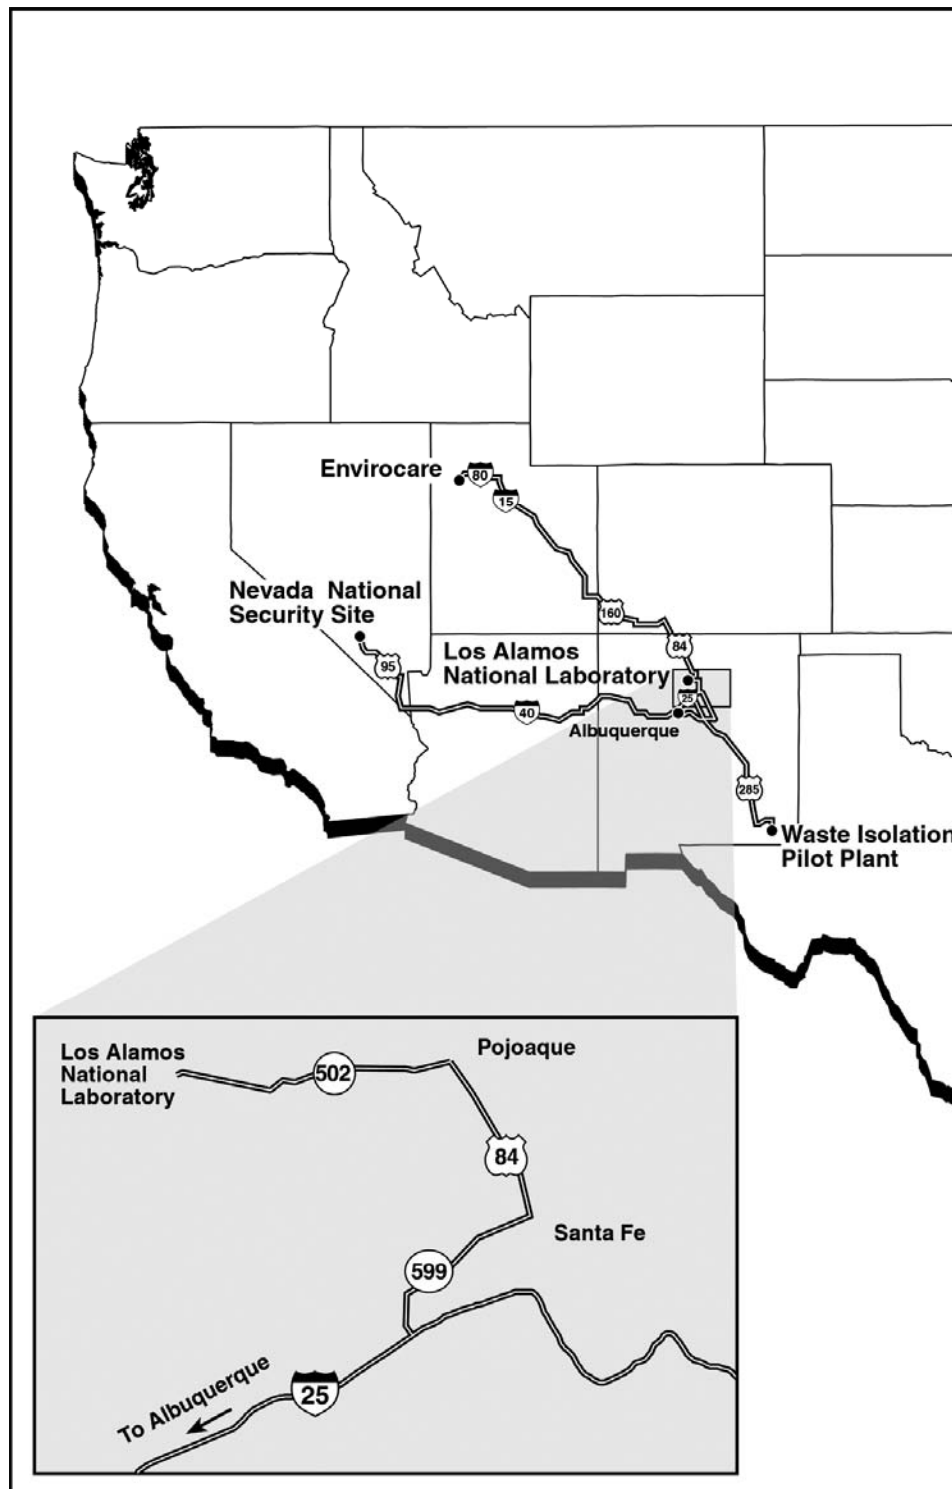 Envirocare
80
15
Nevada National
Security Site
160
95
Los Alamos
National Laboratory
84
25
40
Albuquerque
285
Waste Isolation
Pilot Plant
Los Alamos
National
Laboratory
502
Pojoaque
84
Santa Fe
599
25
To Albuquerque